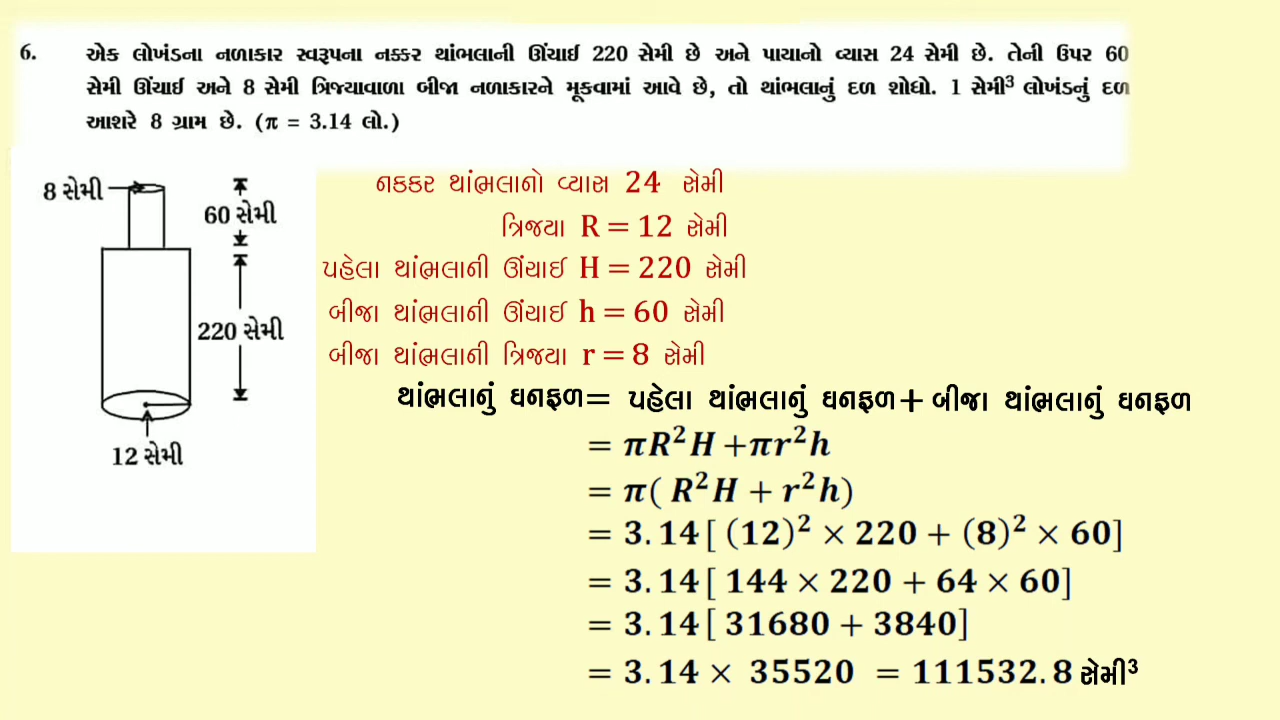 6. એક લોખંડના નળાકાર સ્વરૂપના નક્કર થાંભલાની ઊંચાઈ 220 સેમી છે અને પાયાનો વ્યાસ 24 સેમી છે. તેની ઉપર 60
સેમી ઊંચાઈ અને 8 સેમી ત્રિજ્યાવાળા બીજા નળાકારને મૂકવામાં આવે છે, તો થાંભલાનું દળ શોધો. 1 સેમી³ લોખંડનું દળ
આશરે 8 ગ્રામ છે. (π = 3.14 લો.)
8 સેમી
60 સેમી
220 સેમી
12 સેમી
નક્કર થાંભલાનો વ્યાસ 24 સેમી
ત્રિજ્યા R = 12 સેમી
પહેલા થાંભલાની ઊંચાઈ H = 220 સેમી
બીજા થાંભલાની ઊંચાઈ h = 60 સેમી
બીજા થાંભલાની ત્રિજ્યા r = 8 સેમી
થાંભલાનું ઘનફળ = પહેલા થાંભલાનું ઘનફળ + બીજા થાંભલાનું ઘનફળ
= πR²H + πr²h
= π( R²H + r²h)
= 3.14 [ (12)² × 220 + (8)² × 60]
= 3.14 [ 144 × 220 + 64 × 60]
= 3.14 [ 31680 + 3840]
= 3.14 × 35520 = 111532.8 સેમી³